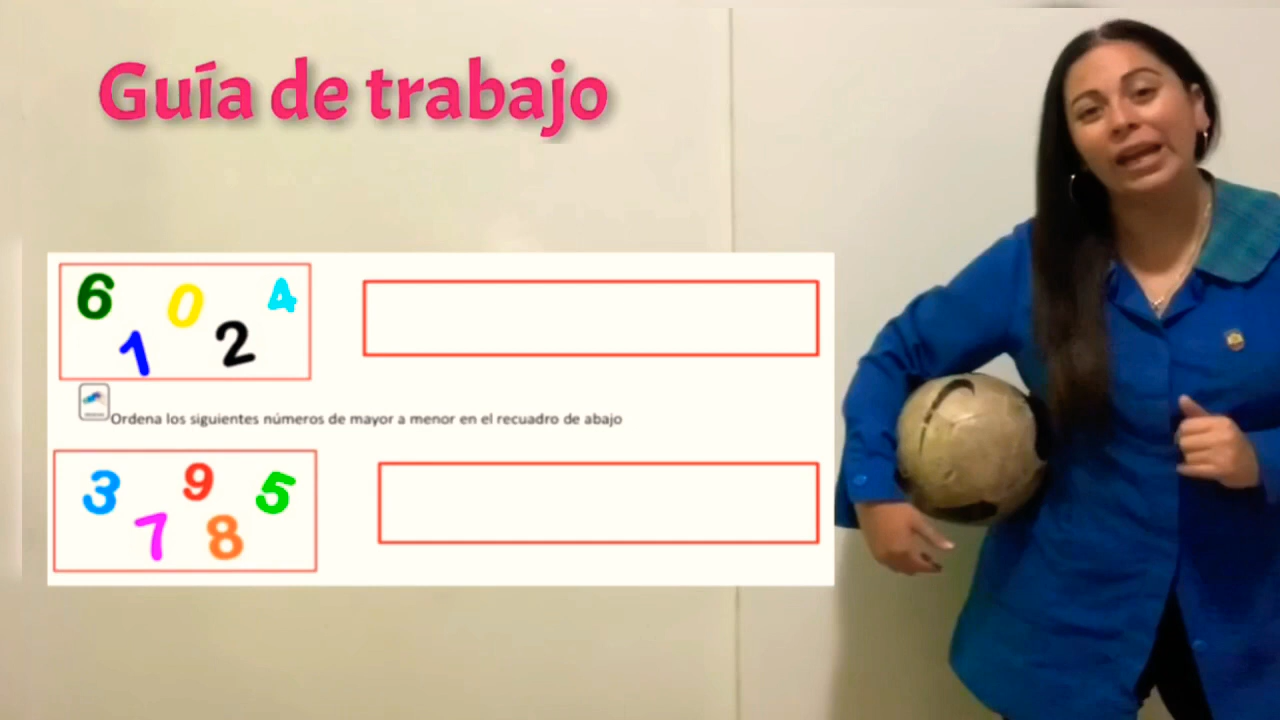 Guía de trabajo
6 0 4
1 2
Ordena los siguientes números de mayor a menor en el recuadro de abajo
3 9 5
7 8